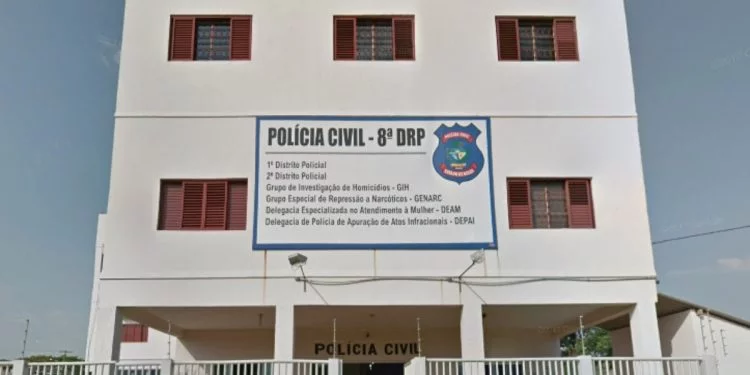 POLÍCIA CIVIL - 8ª DRP
1º Distrito Policial
2º Distrito Policial
Grupo de Investigação de Homicídios - GIH
Grupo Especial de Repressão a Narcóticos - GENARC
Delegacia Especializada no Atendimento à Mulher - DEAM
Delegacia de Polícia de Apuração de Atos Infracionais - DEPAI
POLÍCIA CIVIL
POLÍCIA CIVIL